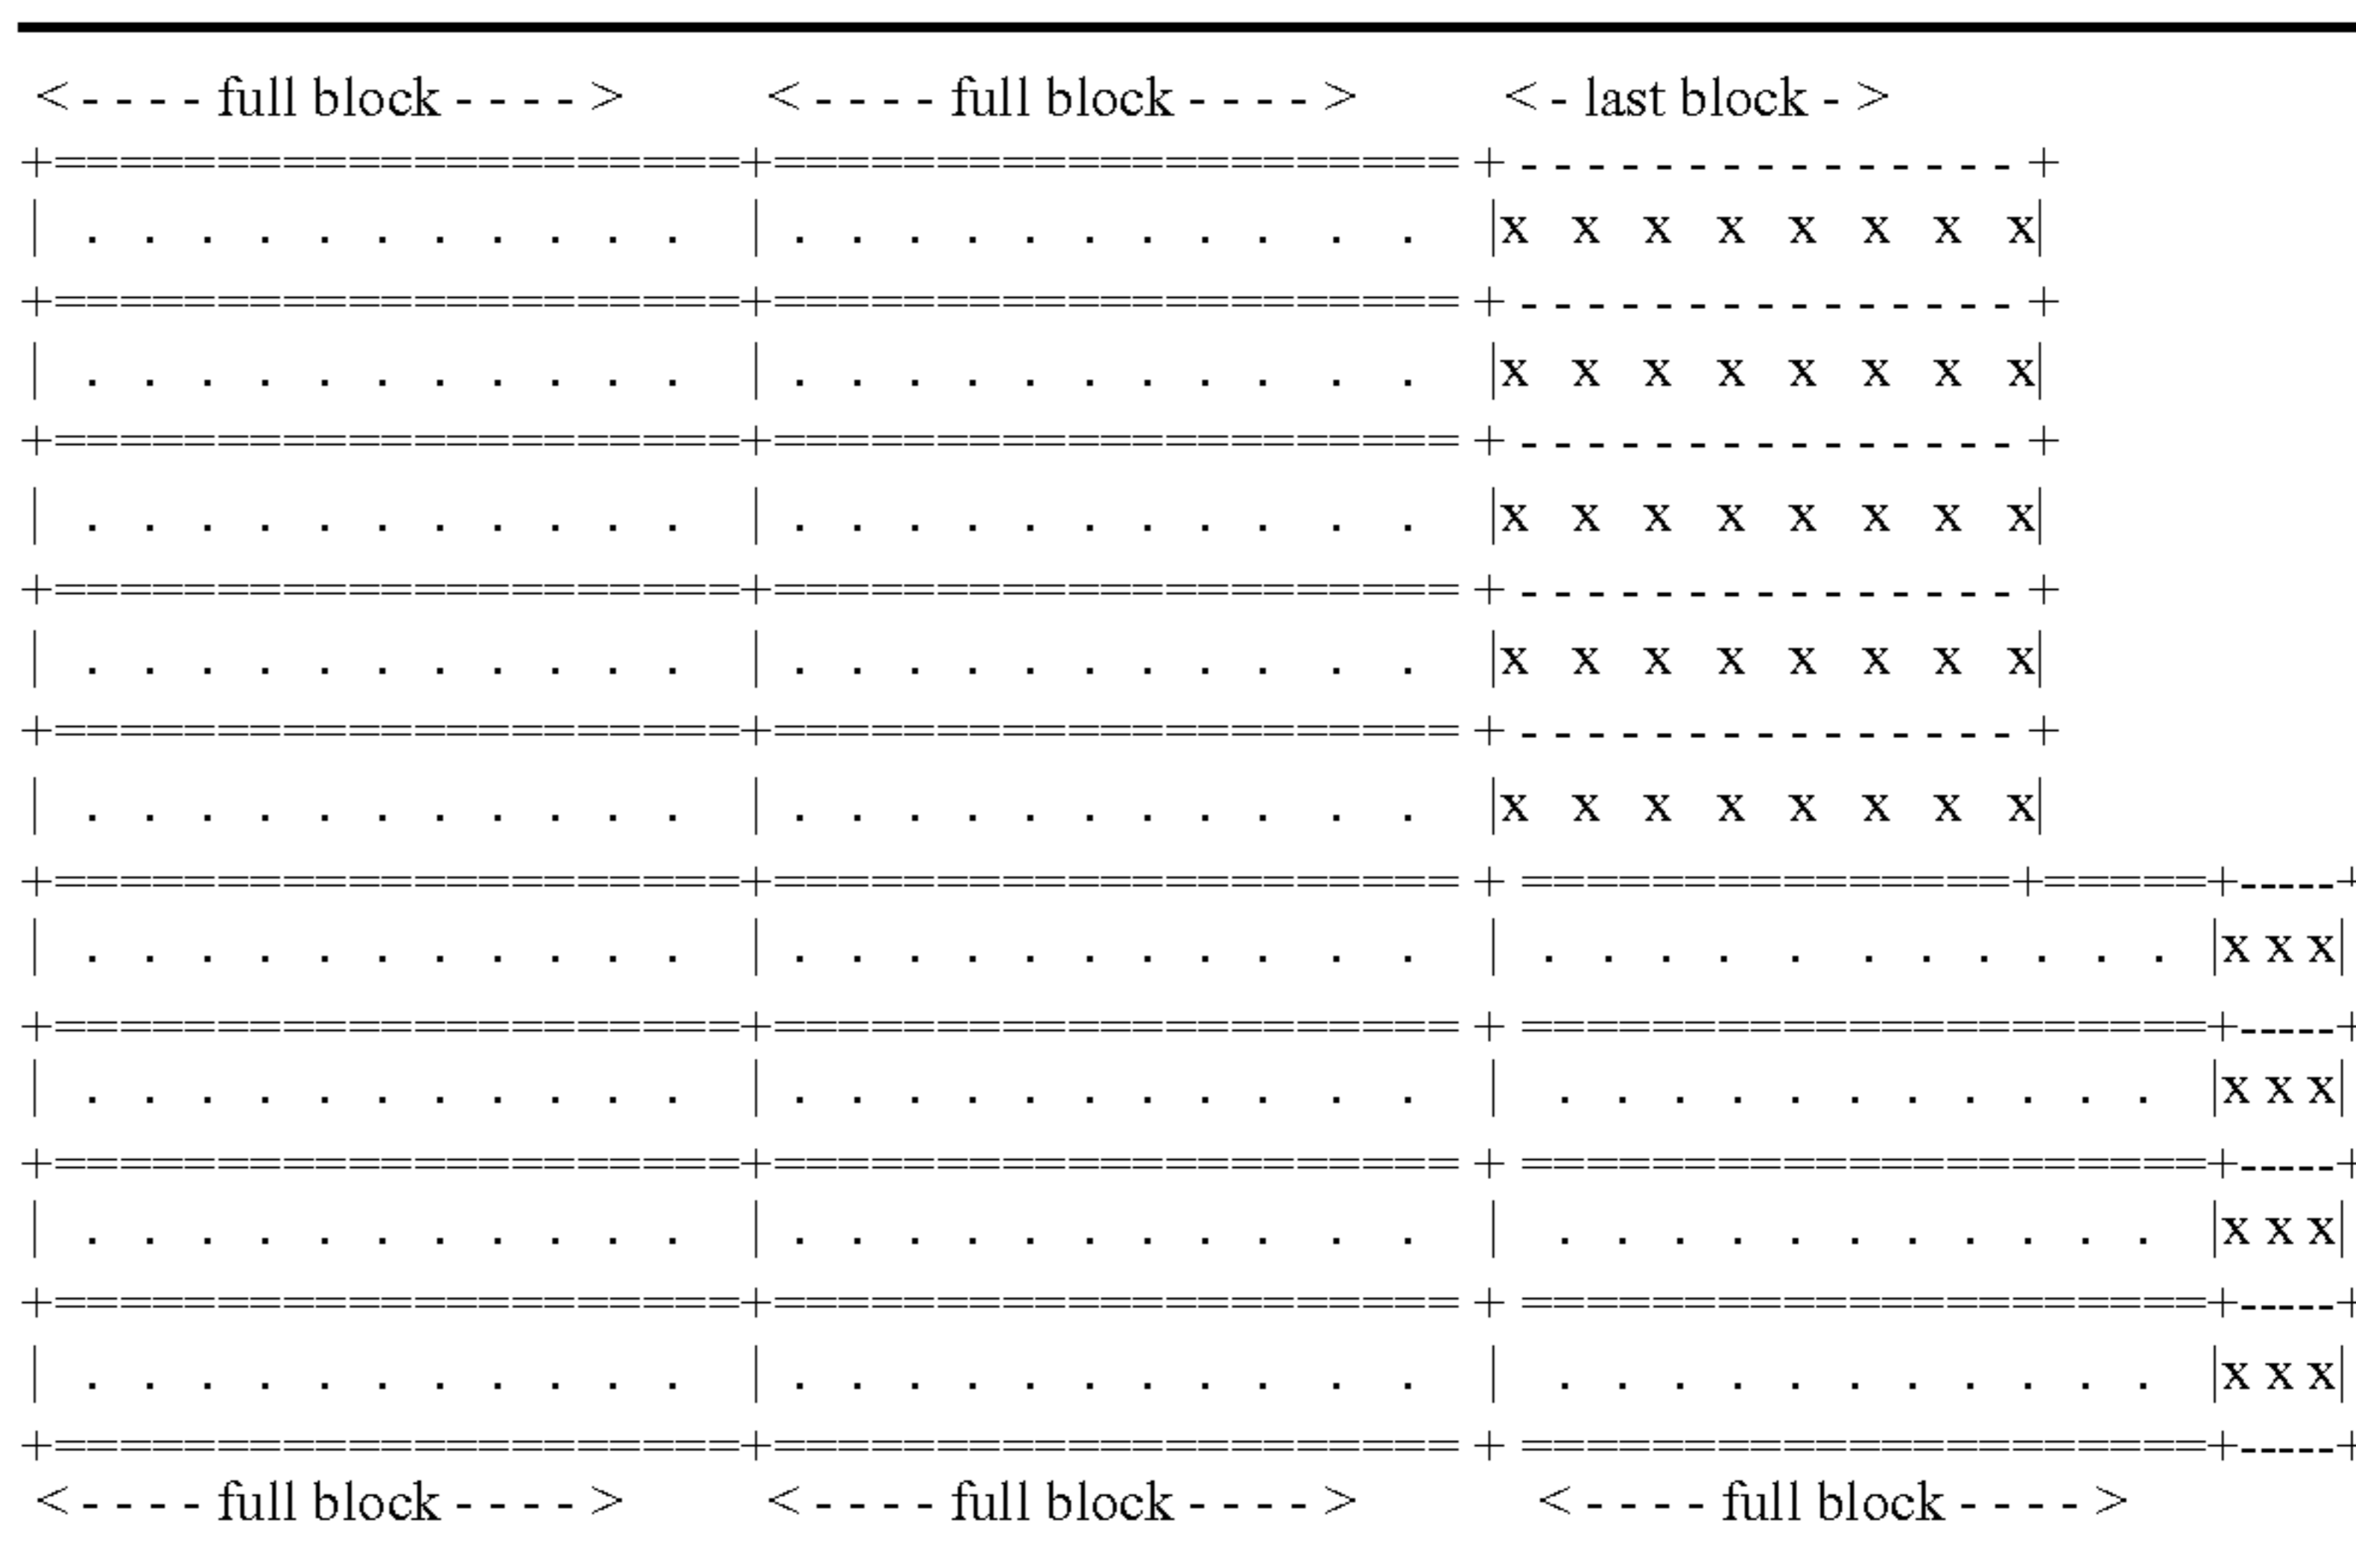 < - - - - full block - - - - > < - - - - full block - - - - > < - last block - >
+=====================+===================== + - - - - - - - - - - - - - - - +
| . . . . . . . . . . . | . . . . . . . . . . . |x x x x x x x x|
+=====================+===================== + - - - - - - - - - - - - - - - +
| . . . . . . . . . . . | . . . . . . . . . . . |x x x x x x x x|
+=====================+===================== + - - - - - - - - - - - - - - - +
| . . . . . . . . . . . | . . . . . . . . . . . |x x x x x x x x|
+=====================+===================== + - - - - - - - - - - - - - - - +
| . . . . . . . . . . . | . . . . . . . . . . . |x x x x x x x x|
+=====================+===================== + - - - - - - - - - - - - - - - +
| . . . . . . . . . . . | . . . . . . . . . . . |x x x x x x x x|
+=====================+===================== + ===============+=====+-----+
| . . . . . . . . . . . | . . . . . . . . . . . | . . . . . . . . . . . |x x x|
+=====================+===================== + =====================+-----+
| . . . . . . . . . . . | . . . . . . . . . . . | . . . . . . . . . . . |x x x|
+=====================+===================== + =====================+-----+
| . . . . . . . . . . . | . . . . . . . . . . . | . . . . . . . . . . . |x x x|
+=====================+===================== + =====================+-----+
| . . . . . . . . . . . | . . . . . . . . . . . | . . . . . . . . . . . |x x x|
+=====================+===================== + =====================+-----+
< - - - - full block - - - - > < - - - - full block - - - - > < - - - - full block - - - - >